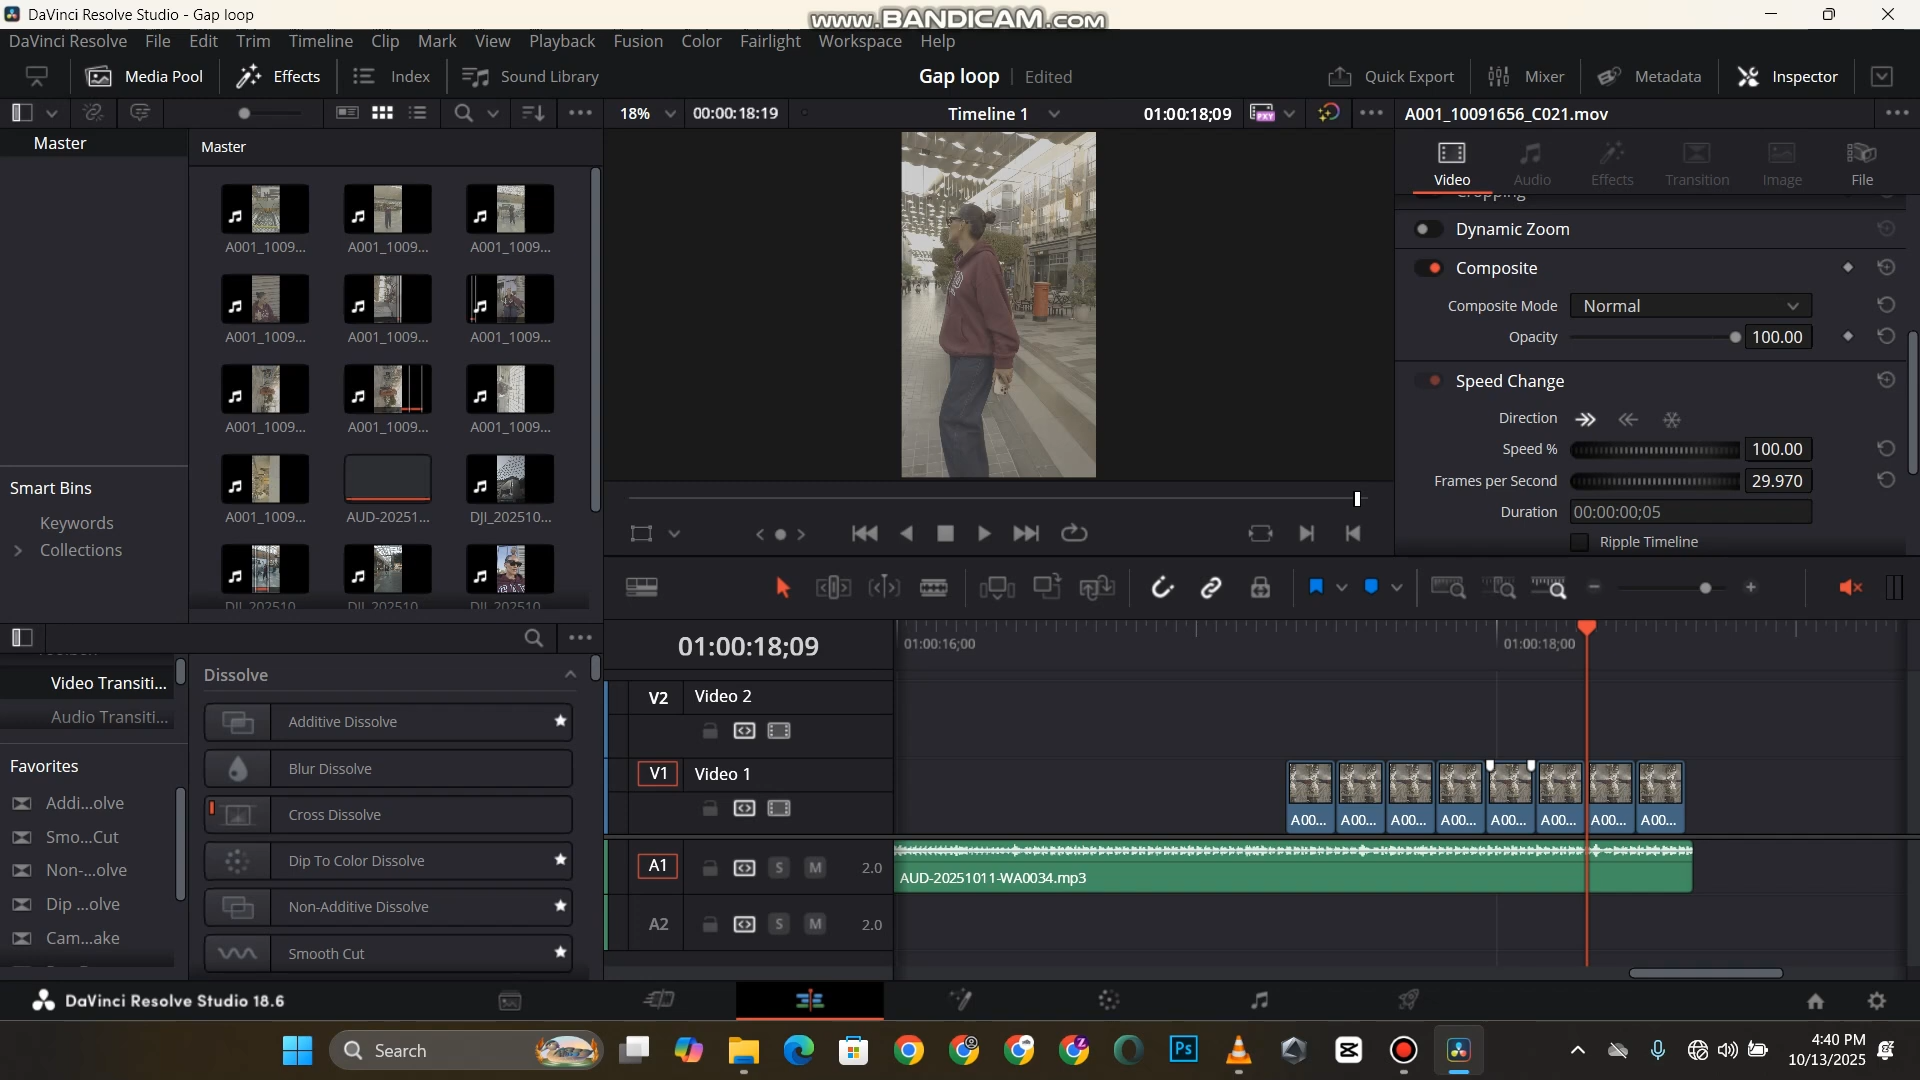 DaVinci Resolve Studio - Gap loop
www.BANDICAM.com
DaVinci Resolve File Edit Trim Timeline Clip Mark View Playback Fusion Color Fairlight Workspace Help
Media Pool Effects Index Sound Library Gap loop Edited Quick Export Mixer Metadata Inspector
18% 00:00:18:19 Timeline 1 01:00:18;09 A001_10091656_C021.mov
Master
Master
Video Audio Effects Transition Image File
A001_1009... A001_1009... A001_1009...
Cropping
Dynamic Zoom
Composite
Composite Mode Normal
Opacity 100.00
A001_1009... A001_1009... A001_1009...
Speed Change
Direction
A001_1009... A001_1009... A001_1009...
Speed % 100.00
Frames per Second 29.970
Smart Bins
Duration 00:00:00;05
A001_1009... AUD-20251... DJI_202510...
Keywords
Ripple Timeline
Collections
DJI_202510... DJI_202510... DJI_202510...
01:00:18;09
01:00:16;00 01:00:18;00
Dissolve
Video Transiti...
Audio Transiti...
V2 Video 2
Additive Dissolve
Favorites
Blur Dissolve
V1 Video 1
Addi...olve
Cross Dissolve
A00... A00... A00... A00... A00... A00... A00... A00...
Smo...Cut
Dip To Color Dissolve
A1 S M 2.0
Non-...olve
AUD-20251011-WA0034.mp3
Dip ...olve
Non-Additive Dissolve
A2 S M 2.0
Cam...ake
Smooth Cut
DaVinci Resolve Studio 18.6
Search
Ps
Z
4:40 PM
10/13/2025